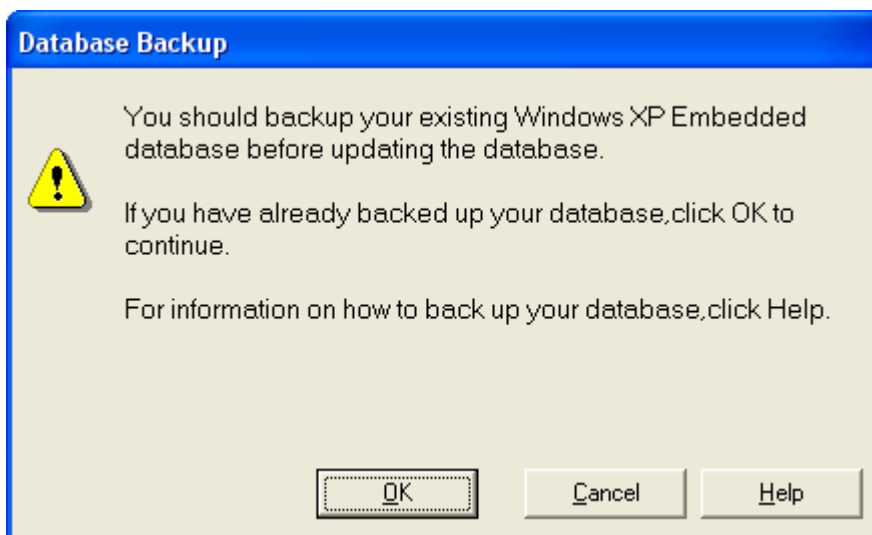 Database Backup
You should backup your existing Windows XP Embedded
database before updating the database.
If you have already backed up your database,click OK to
continue.
For information on how to back up your database,click Help.
OK
Cancel
Help